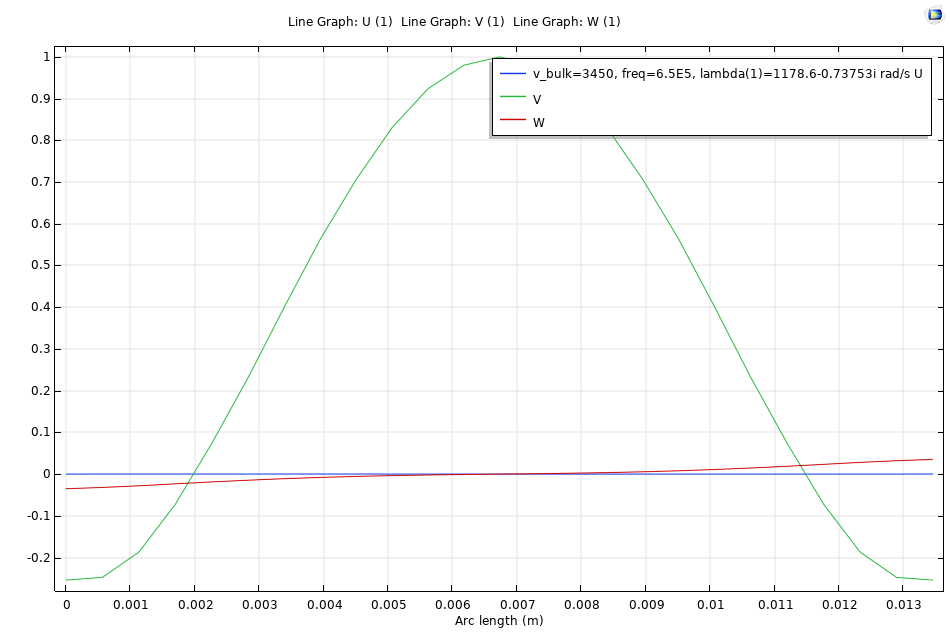 Line Graph: U (1) Line Graph: V (1) Line Graph: W (1)
v_bulk=3450, freq=6.5E5, lambda(1)=1178.6-0.73753i rad/s U
V
W
1
0.9
0.8
0.7
0.6
0.5
0.4
0.3
0.2
0.1
0
-0.1
-0.2
0 0.001 0.002 0.003 0.004 0.005 0.006 0.007 0.008 0.009 0.01 0.011 0.012 0.013
Arc length (m)